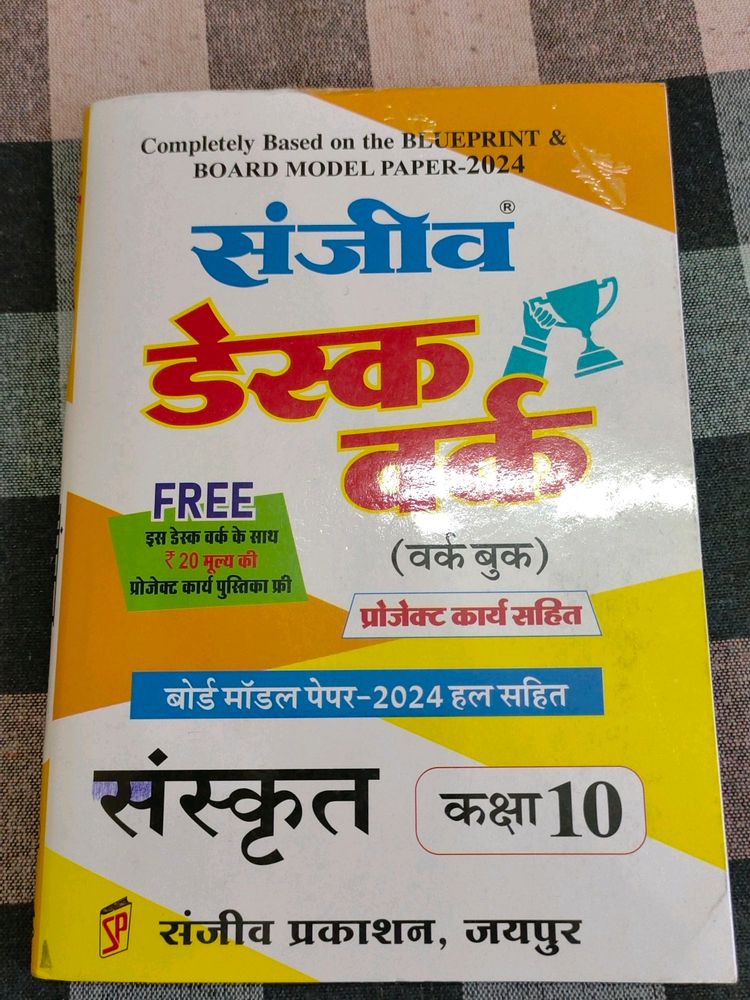 Completely Based on the BLUEPRINT &
BOARD MODEL PAPER-2024
संजीव®
डेस्क
वर्क
FREE
इस डेस्क वर्क के साथ
₹ 20 मूल्य की
प्रोजेक्ट कार्य पुस्तिका फ्री
(वर्क बुक)
प्रोजेक्ट कार्य सहित
बोर्ड मॉडल पेपर-2024 हल सहित
संस्कृत
कक्षा 10
SP
संजीव प्रकाशन, जयपुर